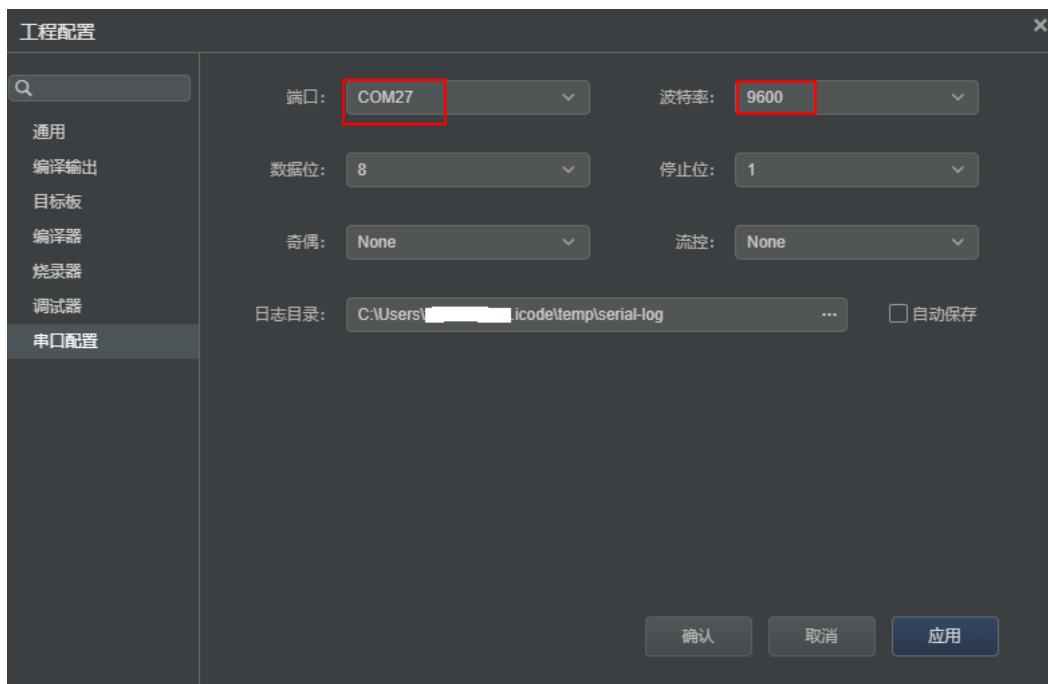 工程配置
通用
编译输出
目标板
编译器
烧录器
调试器
串口配置
端口: COM27 波特率: 9600
数据位: 8 停止位: 1
奇偶: None 流控: None
日志目录: C:\Users\ .icode\temp\serial-log ... 自动保存
确认 取消 应用